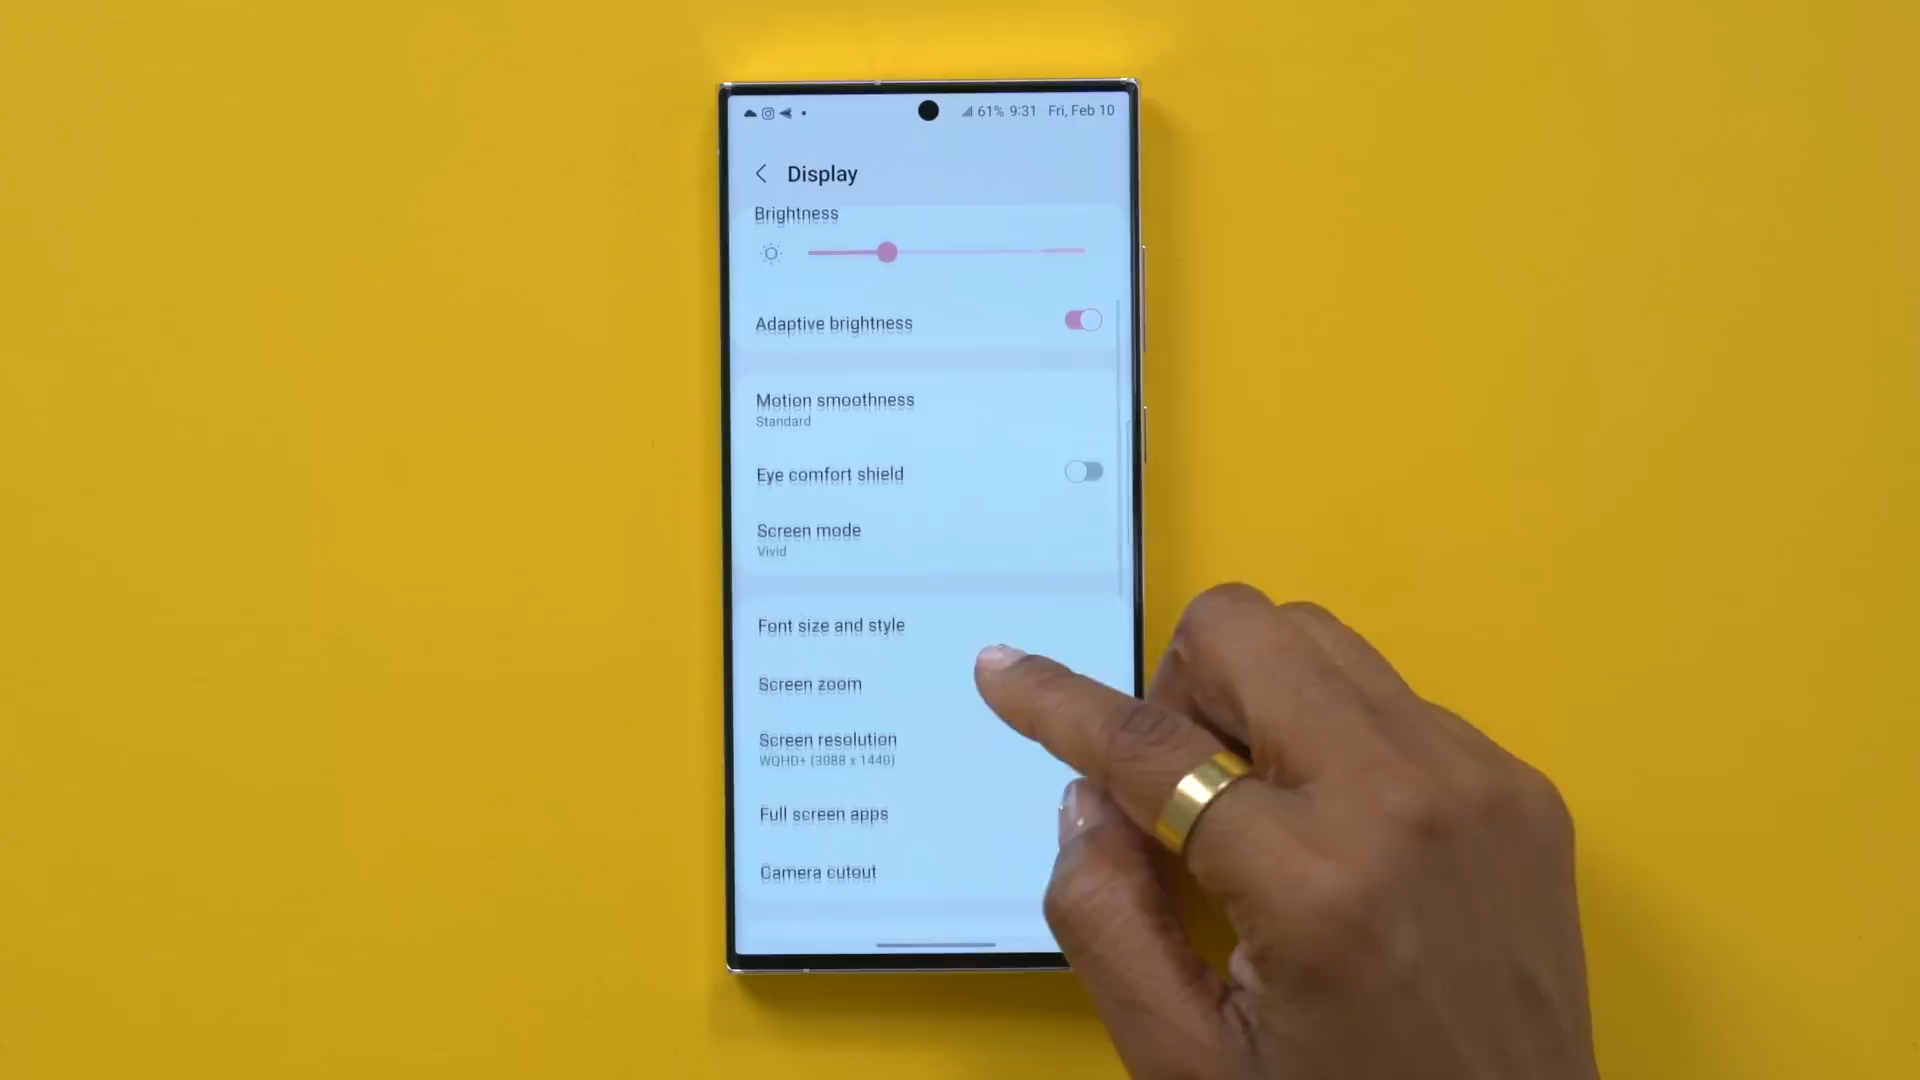 61% 9:31 Fri, Feb 10
Display
Brightness
Adaptive brightness
Motion smoothness
Standard
Eye comfort shield
Screen mode
Vivid
Font size and style
Screen zoom
Screen resolution
WQHD+ (3088 x 1440)
Full screen apps
Camera cutout